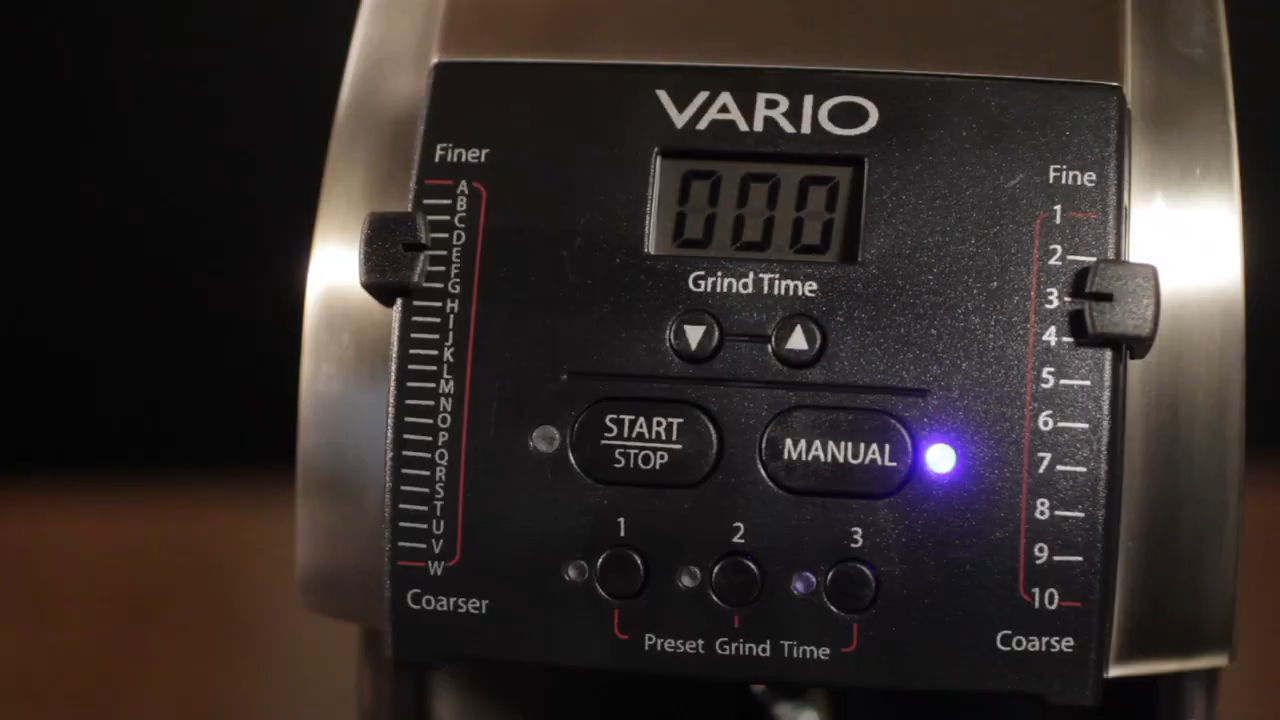 VARIO
Finer
A
B
C
D
E
F
G
H
I
J
K
L
M
N
O
P
Q
R
S
T
U
V
W
Coarser
000
Grind Time
START
STOP
MANUAL
1 2 3
Preset Grind Time
Fine
1
2
3
4
5
6
7
8
9
10
Coarse